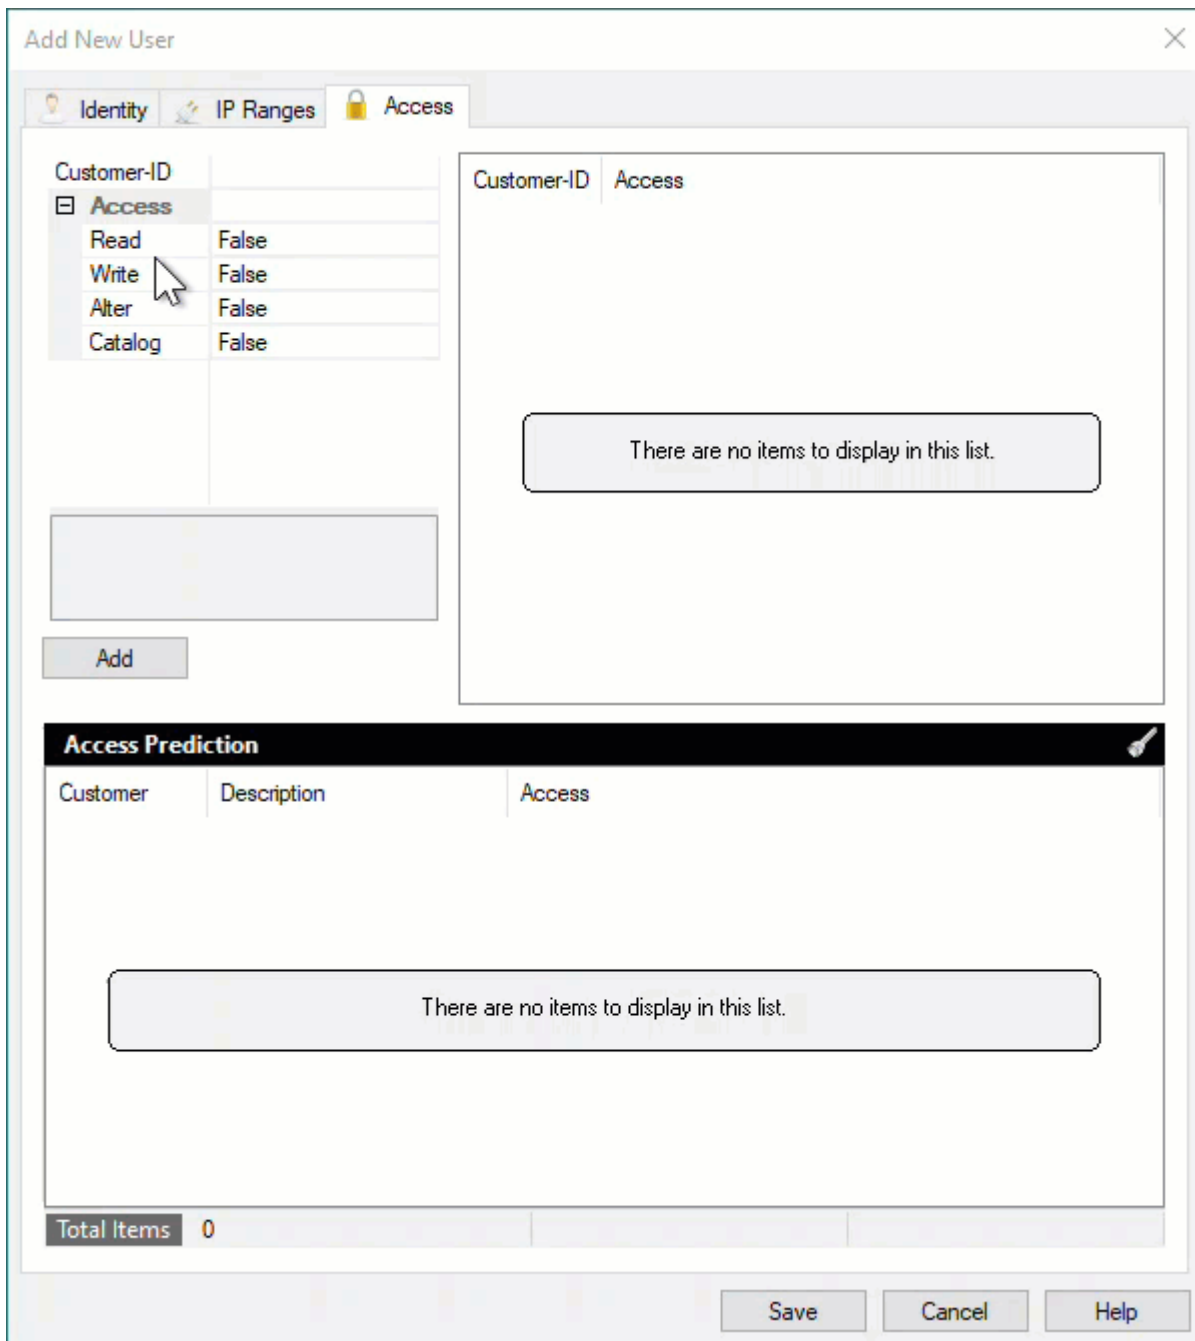 Add New User
Identity IP Ranges Access
Customer-ID
Access
Read False
Write False
Alter False
Catalog False
Add
Customer-ID Access
There are no items to display in this list.
Access Prediction
Customer Description Access
There are no items to display in this list.
Total Items 0
Save Cancel Help